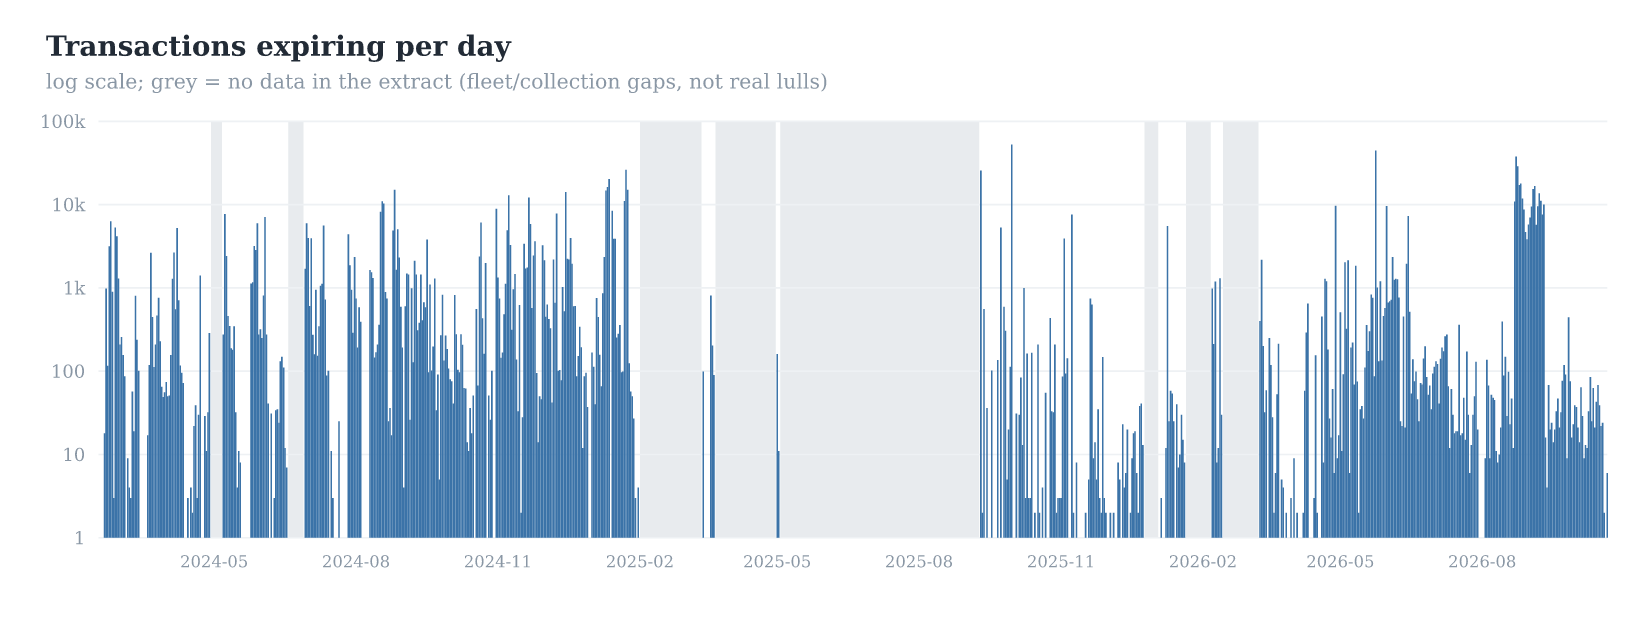 Transactions expiring per day
log scale; grey = no data in the extract (fleet/collection gaps, not real lulls)
100k
10k
1k
100
10
1
2024-05 2024-08 2024-11 2025-02 2025-05 2025-08 2025-11 2026-02 2026-05 2026-08